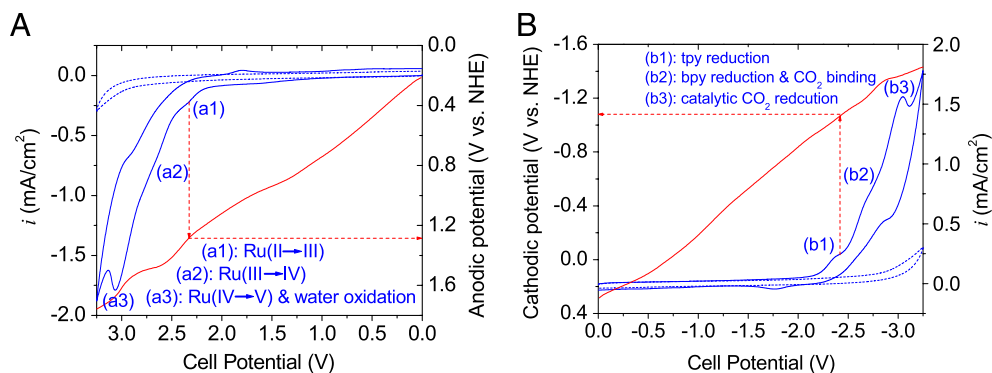 A
0.0
-0.5
-1.0
-1.5
-2.0
i (mA/cm²)
3.0
2.5
2.0
1.5
1.0
0.5
0.0
Cell Potential (V)
0.0
0.4
0.8
1.2
1.6
Anodic potential (V vs. NHE)
(a1)
(a2)
(a3)
(a1): Ru(II→III)
(a2): Ru(III→IV)
(a3): Ru(IV→V) & water oxidation
B
-1.6
-1.2
-0.8
-0.4
0.0
0.4
Cathodic potential (V vs. NHE)
(b1): tpy reduction
(b2): bpy reduction & CO₂ binding
(b3): catalytic CO₂ redcution
(b3)
(b2)
(b1)
0.0
-0.5
-1.0
-1.5
-2.0
-2.5
-3.0
Cell Potential (V)
2.0
1.5
1.0
0.5
0.0
i (mA/cm²)